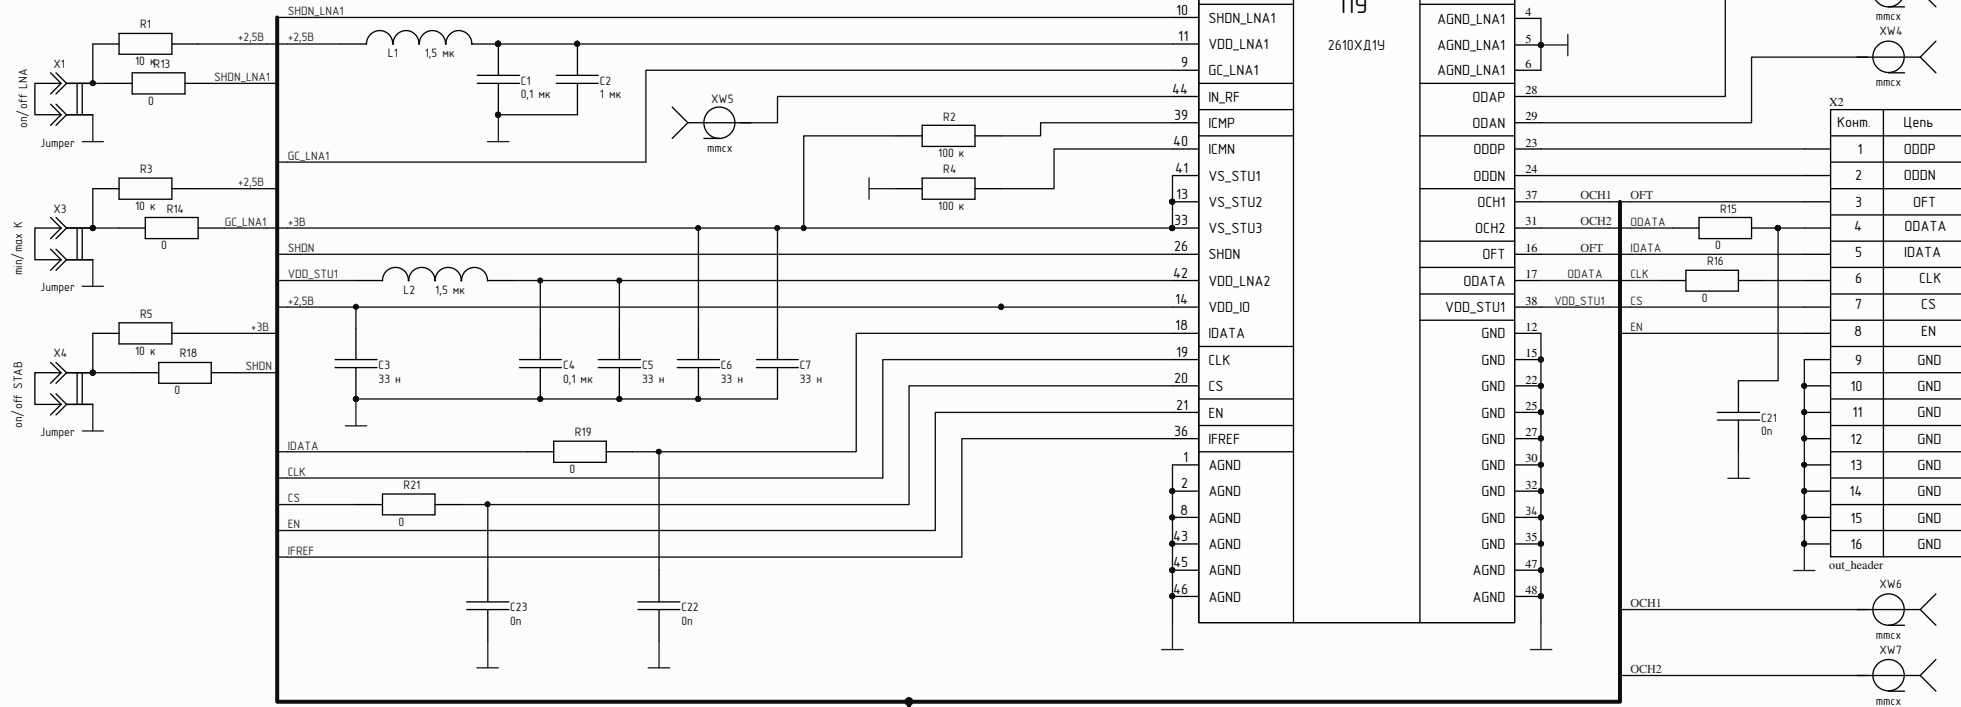 SHDN_LNA1
R1
10 к
+2,5В
+2,5В
L1
1,5 мк
X1
R13
0
SHDN_LNA1
on/off LNA
Jumper
C1
0,1 мк
C2
1 мк
GC_LNA1
XW5
mmcx
R2
100 к
R4
100 к
R3
10 к
+2,5В
X3
R14
0
GC_LNA1
+3В
min/max K
Jumper
SHDN
VDD_STU1
L2
1,5 мк
+2,5В
R5
10 к
+3В
X4
R18
0
SHDN
on/off STAB
Jumper
C3
33 н
C4
0,1 мк
C5
33 н
C6
33 н
C7
33 н
IDATA
R19
0
CLK
CS
R21
0
EN
IFREF
C23
0п
C22
0п
ПУ
2610ХД1У
10 SHDN_LNA1
11 VDD_LNA1
9 GC_LNA1
44 IN_RF
39 ICMP
40 ICMN
41 VS_STU1
13 VS_STU2
33 VS_STU3
26 SHDN
42 VDD_LNA2
14 VDD_IO
18 IDATA
19 CLK
20 CS
21 EN
36 IFREF
1 AGND
2 AGND
8 AGND
43 AGND
45 AGND
46 AGND
AGND_LNA1 4
AGND_LNA1 5
AGND_LNA1 6
ODAP 28
ODAN 29
ODDP 23
ODDN 24
OCH1 37 OCH1
OCH2 31 OCH2
OFT 16 OFT
ODATA 17 ODATA
VDD_STU1 38 VDD_STU1
GND 12
GND 15
GND 22
GND 25
GND 27
GND 30
GND 32
GND 34
GND 35
AGND 47
AGND 48
OFT
ODATA
R15
0
IDATA
CLK
R16
0
CS
EN
C21
0п
mmcx
XW4
mmcx
X2
Конт. Цепь
1 ODDP
2 ODDN
3 OFT
4 ODATA
5 IDATA
6 CLK
7 CS
8 EN
9 GND
10 GND
11 GND
12 GND
13 GND
14 GND
15 GND
16 GND
out_header
OCH1
XW6
mmcx
OCH2
XW7
mmcx